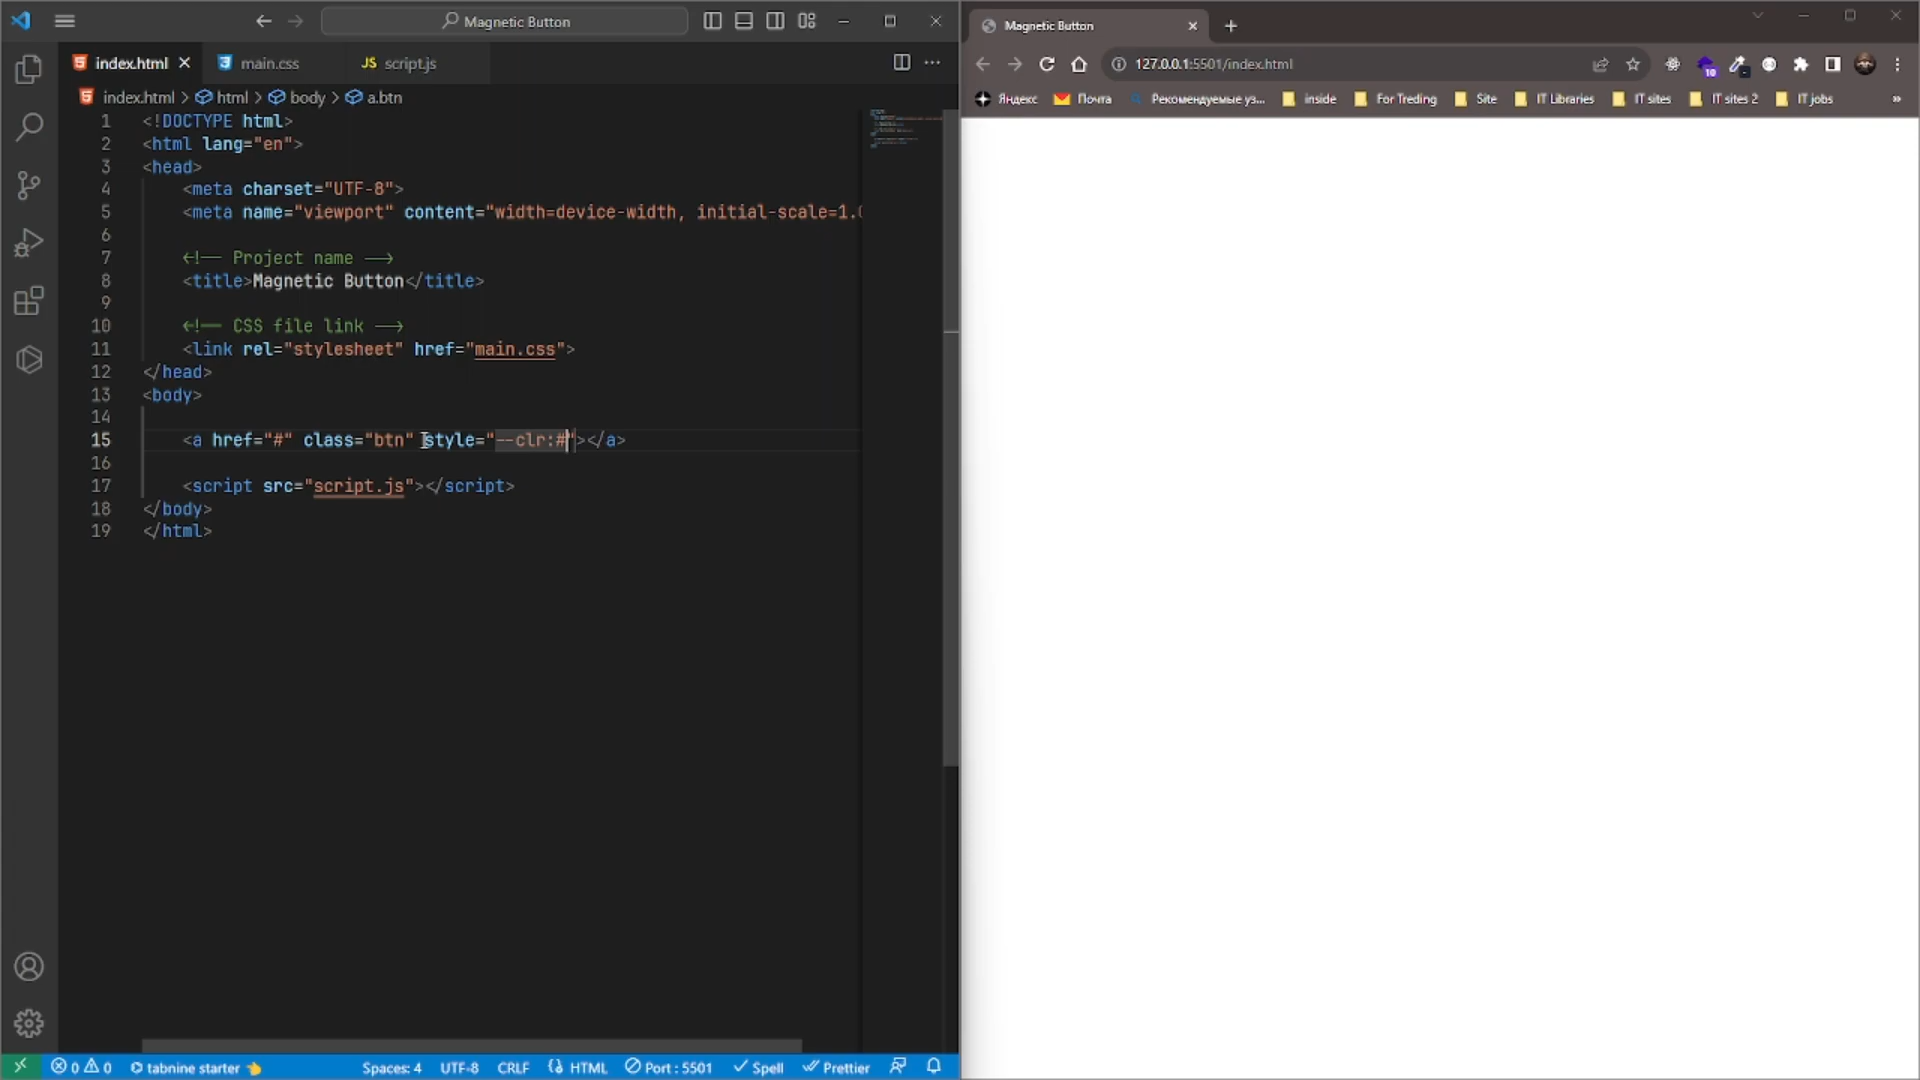 Magnetic Button
index.html
main.css
JS script.js
index.html > html > body > a.btn
1 <!DOCTYPE html>
2 <html lang="en">
3 <head>
4 <meta charset="UTF-8">
5 <meta name="viewport" content="width=device-width, initial-scale=1.0
6
7 <!-- Project name -->
8 <title>Magnetic Button</title>
9
10 <!-- CSS file link -->
11 <link rel="stylesheet" href="main.css">
12 </head>
13 <body>
14
15 <a href="#" class="btn" style="--clr:#"></a>
16
17 <script src="script.js"></script>
18 </body>
19 </html>
0 0 tabnine starter Spaces: 4 UTF-8 CRLF HTML Port : 5501 Spell Prettier
Magnetic Button
127.0.0.1:5501/index.html
10
Яндекс Почта Рекомендуемые уз... inside For Treding Site IT Libraries IT sites IT sites 2 IT jobs »